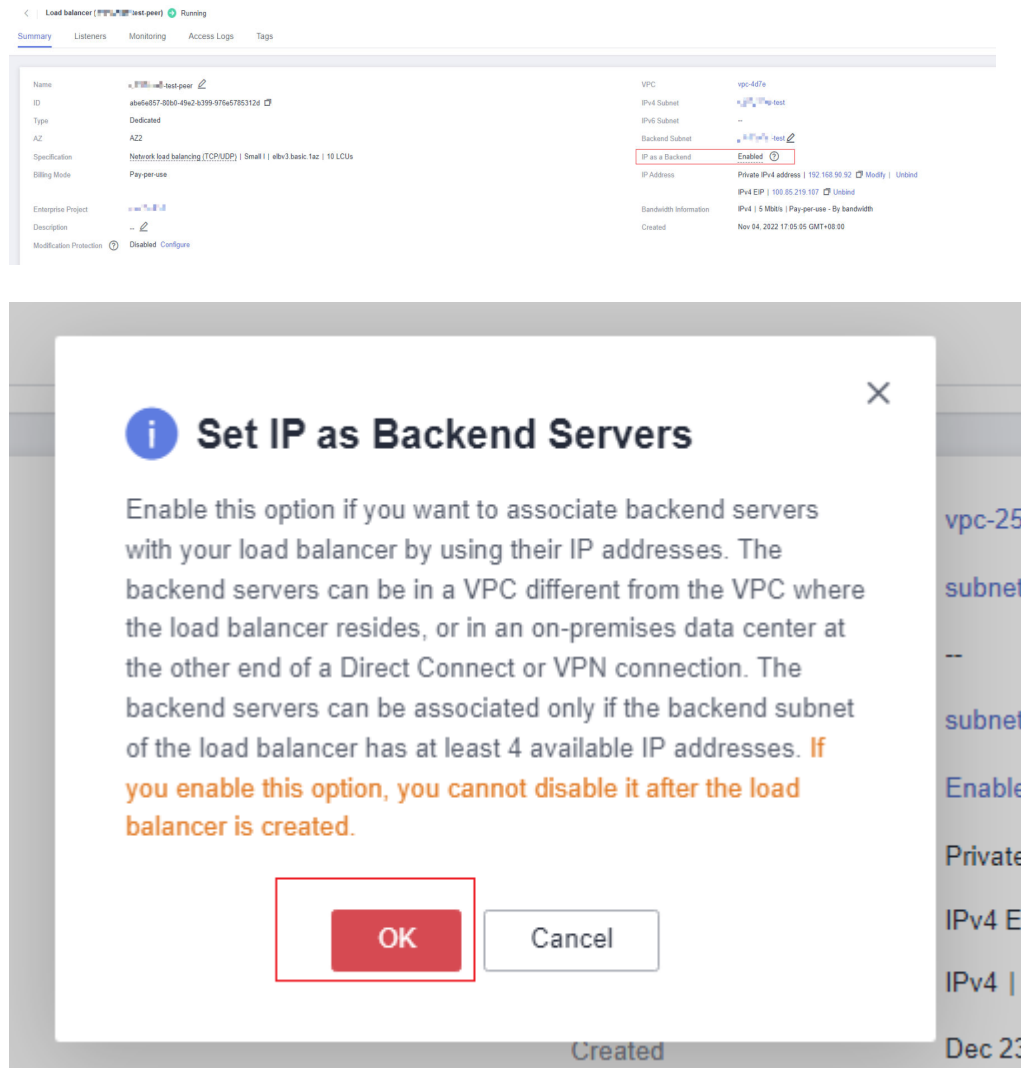 Load balancer ( test-peer) Running
Summary Listeners Monitoring Access Logs Tags
Name -test-peer VPC vpc-4d7e
ID abe6e857-80b0-49e2-b399-976e5785312d IPv4 Subnet -test
Type Dedicated IPv6 Subnet --
AZ AZ2 Backend Subnet -test
Specification Network load balancing (TCP/UDP) | Small I | elbv3.basic.1az | 10 LCUs IP as a Backend Enabled
Billing Mode Pay-per-use IP Address Private IPv4 address | 192.168.90.92 Modify | Unbind
IPv4 EIP | 100.85.219.107 Unbind
Enterprise Project Bandwidth Information IPv4 | 5 Mbit/s | Pay-per-use - By bandwidth
Description -- Created Nov 04, 2022 17:05:05 GMT+08:00
Modification Protection Disabled Configure
Set IP as Backend Servers
Enable this option if you want to associate backend servers
with your load balancer by using their IP addresses. The
backend servers can be in a VPC different from the VPC where
the load balancer resides, or in an on-premises data center at
the other end of a Direct Connect or VPN connection. The
backend servers can be associated only if the backend subnet
of the load balancer has at least 4 available IP addresses. If
you enable this option, you cannot disable it after the load
balancer is created.
OK Cancel
vpc-25
subnet
--
subnet
Enable
Private
IPv4 E
IPv4 |
Created Dec 23